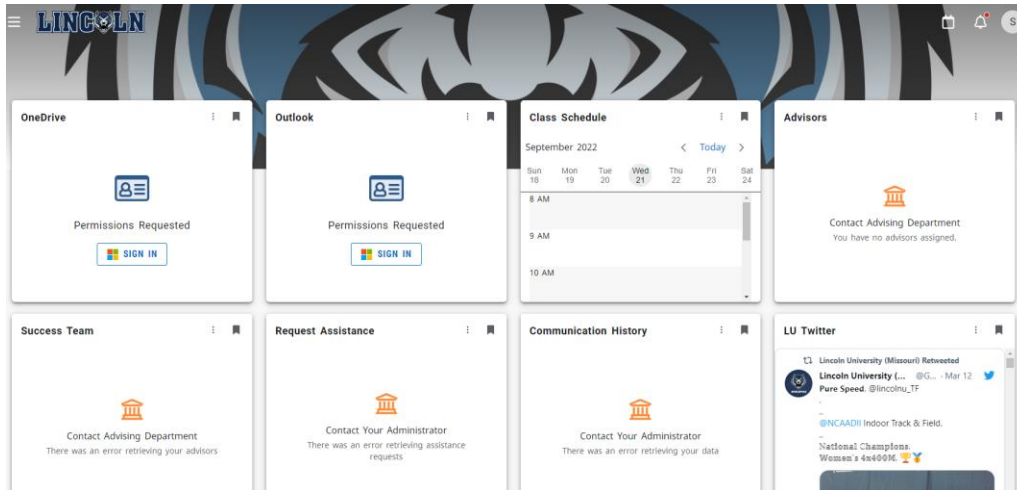 LINCOLN
S
OneDrive
Permissions Requested
SIGN IN
Outlook
Permissions Requested
SIGN IN
Class Schedule
September 2022
Today
Sun Mon Tue Wed Thu Fri Sat
18 19 20 21 22 23 24
8 AM
9 AM
10 AM
Advisors
Contact Advising Department
You have no advisors assigned.
Success Team
Contact Advising Department
There was an error retrieving your advisors
Request Assistance
Contact Your Administrator
There was an error retrieving assistance
requests
Communication History
Contact Your Administrator
There was an error retrieving your data
LU Twitter
Lincoln University (Missouri) Retweeted
Lincoln University (... @G... · Mar 12
Pure Speed. @lincolnu_TF
.
_
@NCAADII Indoor Track & Field.
_
National Champions.
Women's 4x400M. 🏆🏅